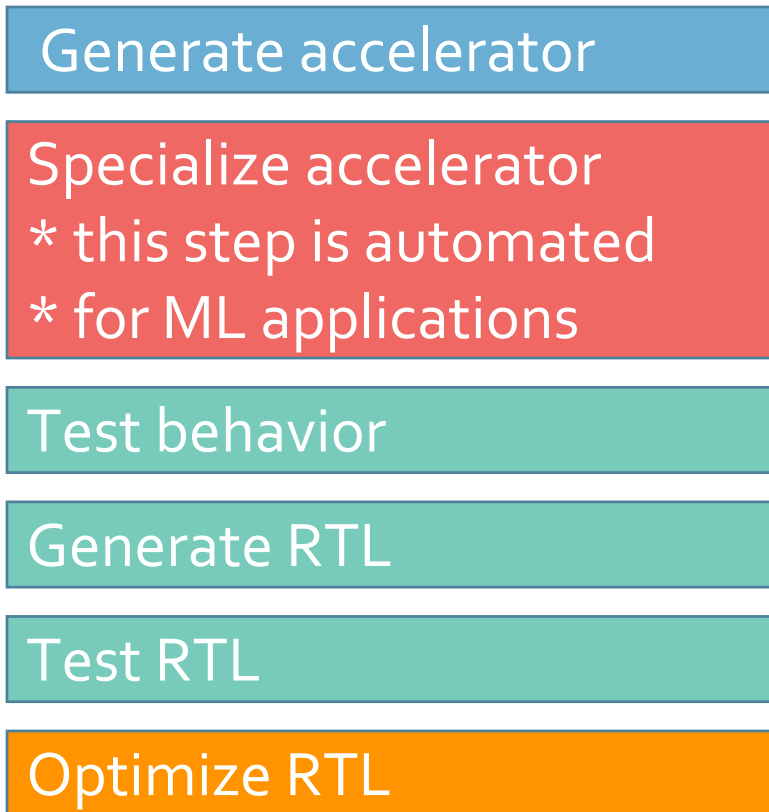 Generate accelerator
Specialize accelerator
* this step is automated
* for ML applications
Test behavior
Generate RTL
Test RTL
Optimize RTL